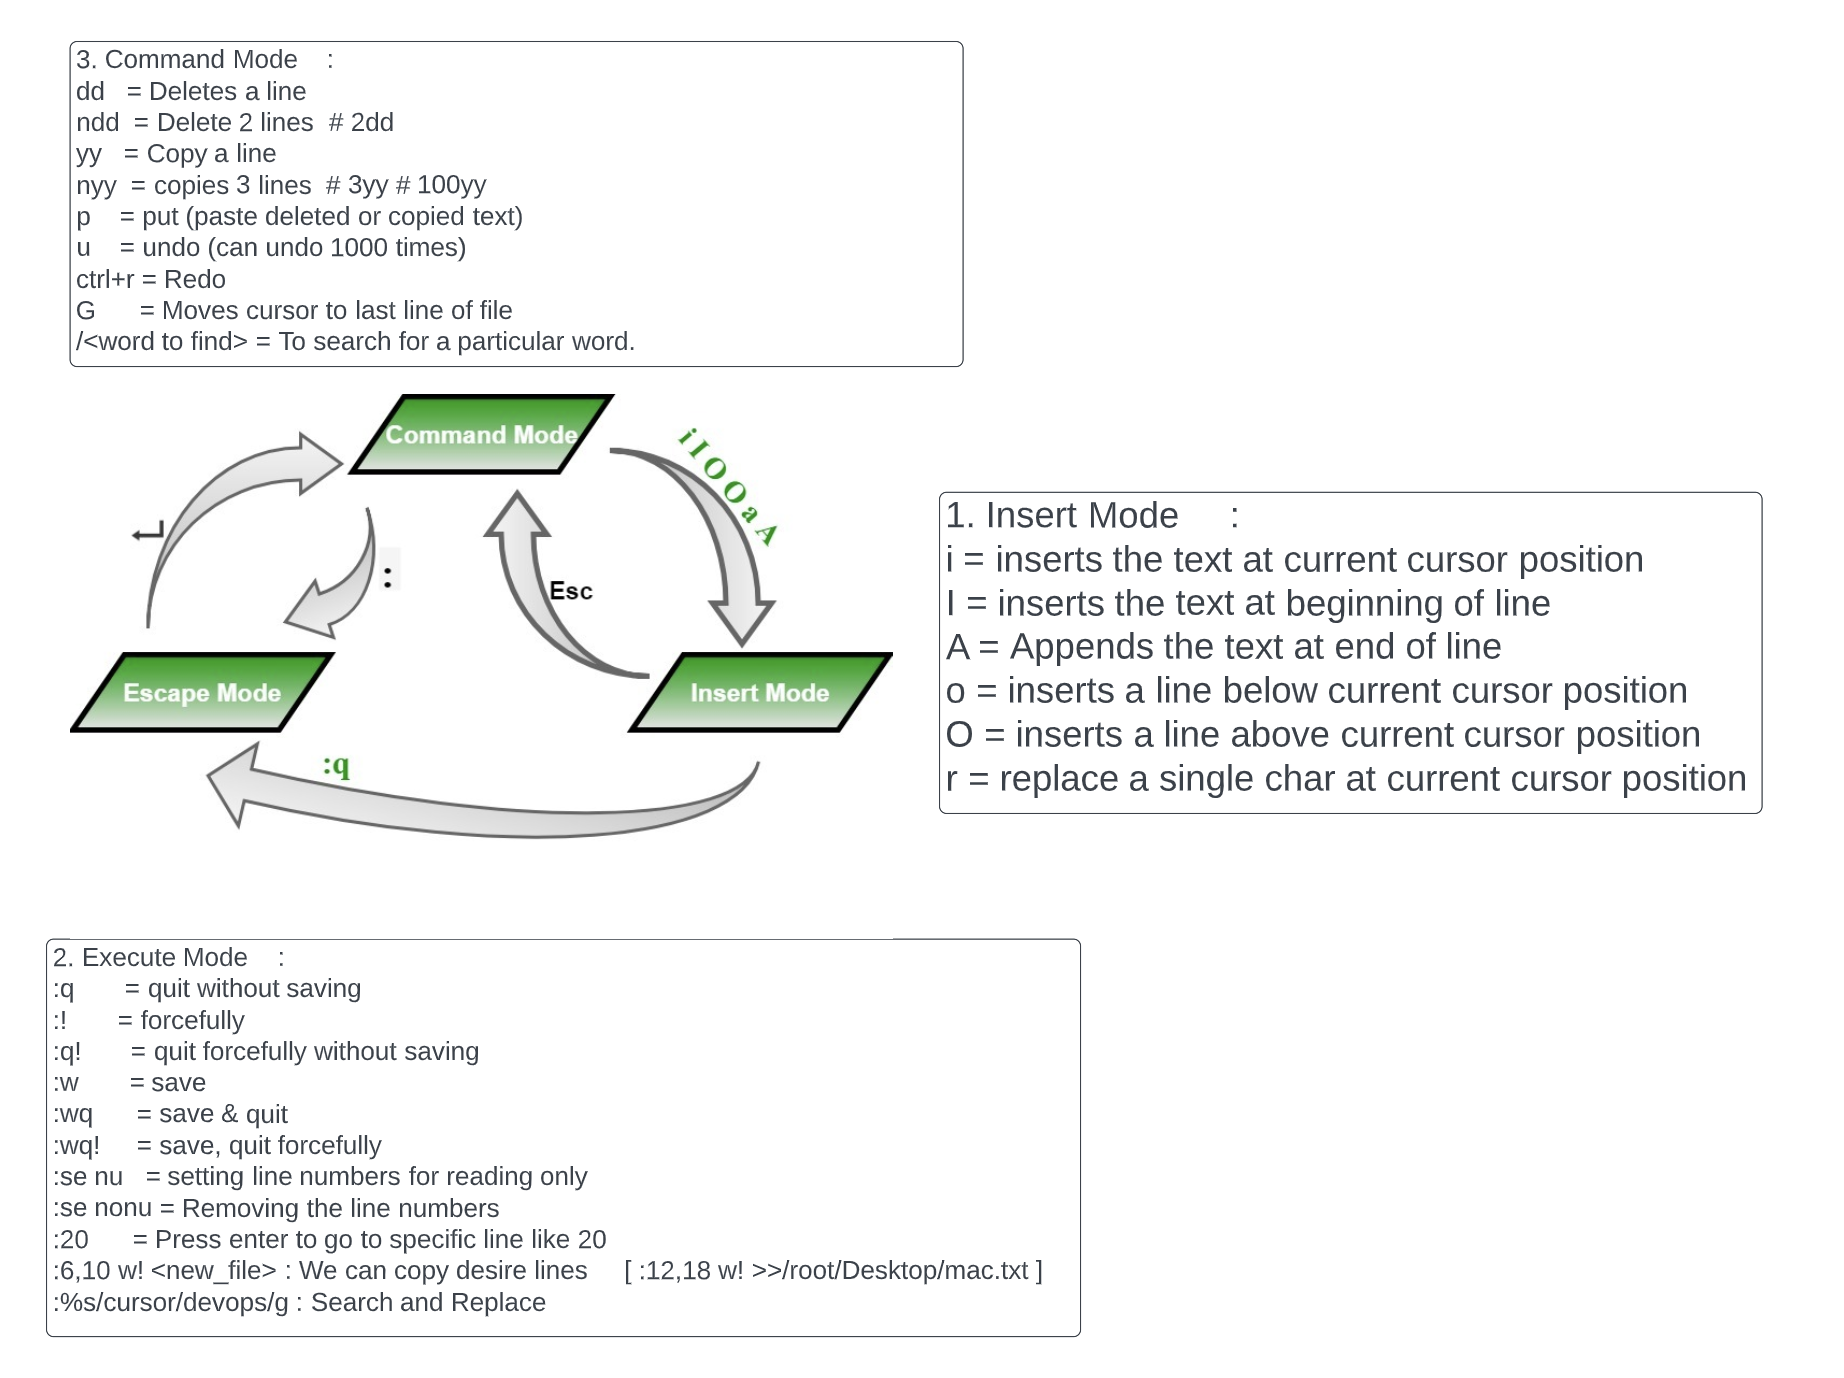 3. Command Mode :
dd = Deletes a line
ndd = Delete 2 lines # 2dd
yy = Copy a line
nyy = copies 3 lines # 3yy # 100yy
p = put (paste deleted or copied text)
u = undo (can undo 1000 times)
ctrl+r = Redo
G = Moves cursor to last line of file
/<word to find> = To search for a particular word.
Command Mode
i I O O a A
:
Esc
Escape Mode
Insert Mode
:q
1. Insert Mode :
i = inserts the text at current cursor position
I = inserts the text at beginning of line
A = Appends the text at end of line
o = inserts a line below current cursor position
O = inserts a line above current cursor position
r = replace a single char at current cursor position
2. Execute Mode :
:q = quit without saving
:! = forcefully
:q! = quit forcefully without saving
:w = save
:wq = save & quit
:wq! = save, quit forcefully
:se nu = setting line numbers for reading only
:se nonu = Removing the line numbers
:20 = Press enter to go to specific line like 20
:6,10 w! <new_file> : We can copy desire lines [ :12,18 w! >>/root/Desktop/mac.txt ]
:%s/cursor/devops/g : Search and Replace